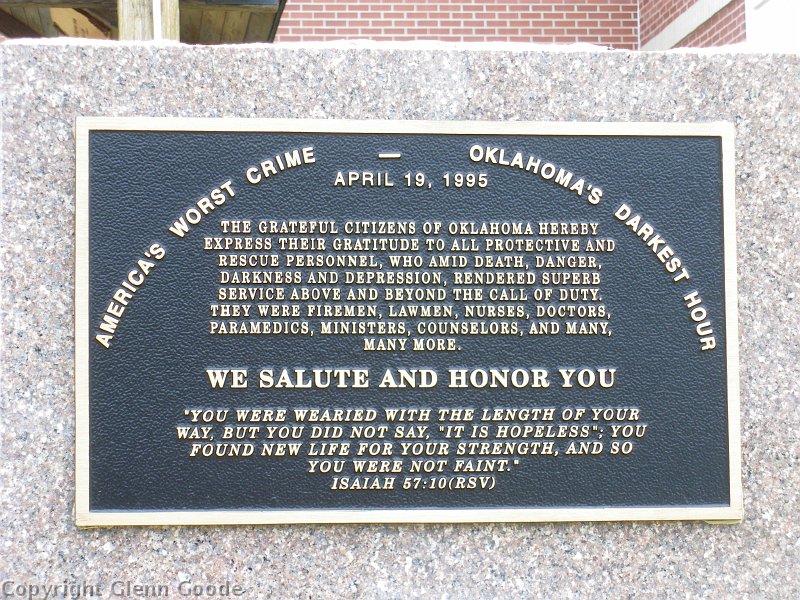 AMERICA'S WORST CRIME — OKLAHOMA'S DARKEST HOUR
APRIL 19, 1995
THE GRATEFUL CITIZENS OF OKLAHOMA HEREBY
EXPRESS THEIR GRATITUDE TO ALL PROTECTIVE AND
RESCUE PERSONNEL, WHO AMID DEATH, DANGER,
DARKNESS AND DEPRESSION, RENDERED SUPERB
SERVICE ABOVE AND BEYOND THE CALL OF DUTY.
THEY WERE FIREMEN, LAWMEN, NURSES, DOCTORS,
PARAMEDICS, MINISTERS, COUNSELORS, AND MANY,
MANY MORE.
WE SALUTE AND HONOR YOU
"YOU WERE WEARIED WITH THE LENGTH OF YOUR
WAY, BUT YOU DID NOT SAY, "IT IS HOPELESS"; YOU
FOUND NEW LIFE FOR YOUR STRENGTH, AND SO
YOU WERE NOT FAINT."
ISAIAH 57:10(RSV)
Copyright Glenn Goode